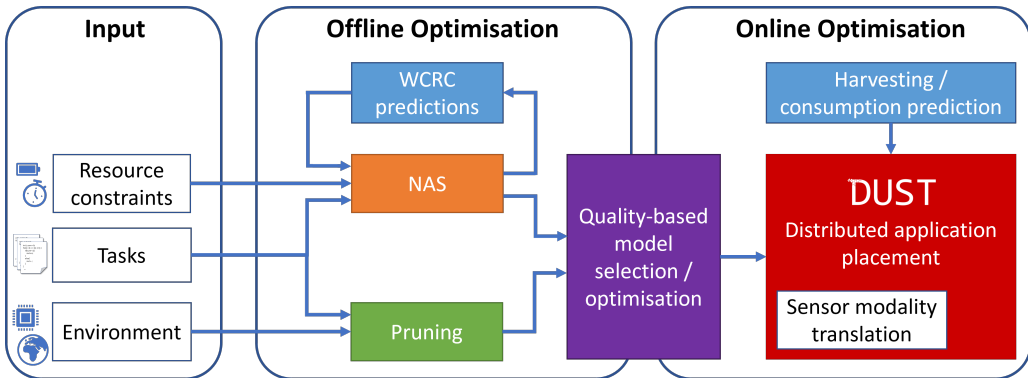 Input
Offline Optimisation
Online Optimisation
WCRC
predictions
Harvesting /
consumption prediction
Resource
constraints
NAS
Tasks
Quality-based
model
selection /
optimisation
DUST
Distributed application
placement
Environment
Pruning
Sensor modality
translation